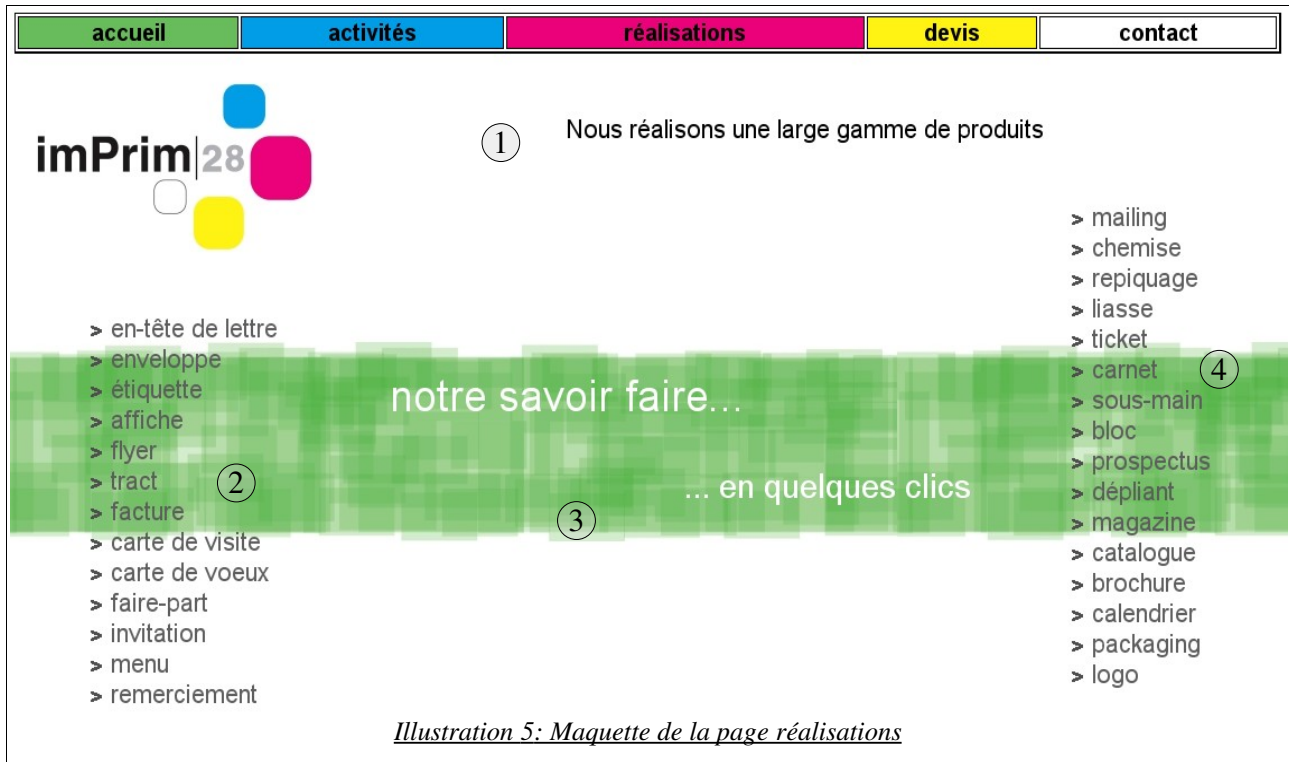 accueil activités réalisations devis contact
imPrim|28
1 Nous réalisons une large gamme de produits
> en-tête de lettre
> enveloppe
> étiquette
> affiche
> flyer
> tract
2
> facture
> carte de visite
> carte de voeux
> faire-part
> invitation
> menu
> remerciement
notre savoir faire...
... en quelques clics
3
> mailing
> chemise
> repiquage
> liasse
> ticket
> carnet
4
> sous-main
> bloc
> prospectus
> dépliant
> magazine
> catalogue
> brochure
> calendrier
> packaging
> logo
Illustration 5: Maquette de la page réalisations